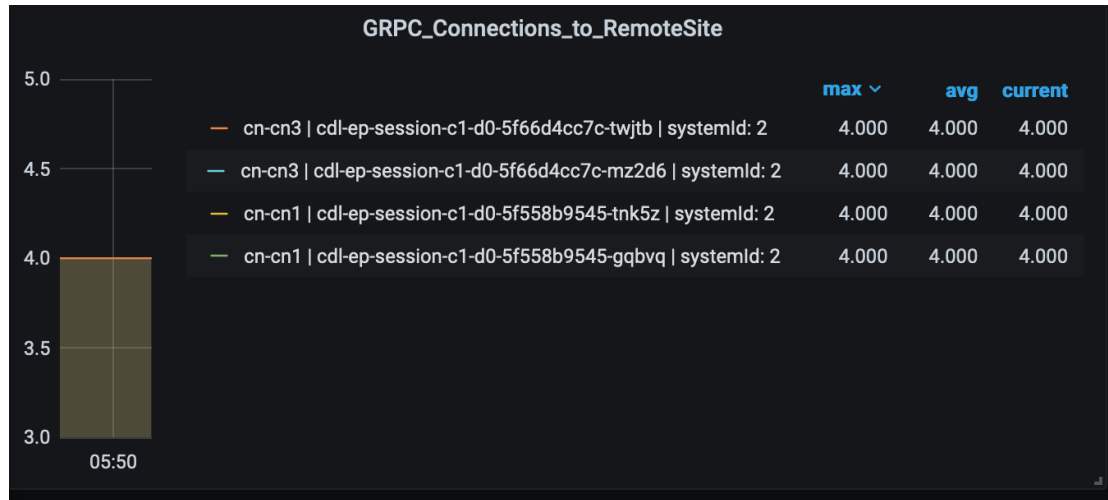 GRPC_Connections_to_RemoteSite
max avg current
cn-cn3 | cdl-ep-session-c1-d0-5f66d4cc7c-twjtb | systemId: 2 4.000 4.000 4.000
cn-cn3 | cdl-ep-session-c1-d0-5f66d4cc7c-mz2d6 | systemId: 2 4.000 4.000 4.000
cn-cn1 | cdl-ep-session-c1-d0-5f558b9545-tnk5z | systemId: 2 4.000 4.000 4.000
cn-cn1 | cdl-ep-session-c1-d0-5f558b9545-gqbvq | systemId: 2 4.000 4.000 4.000
5.0
4.5
4.0
3.5
3.0
05:50